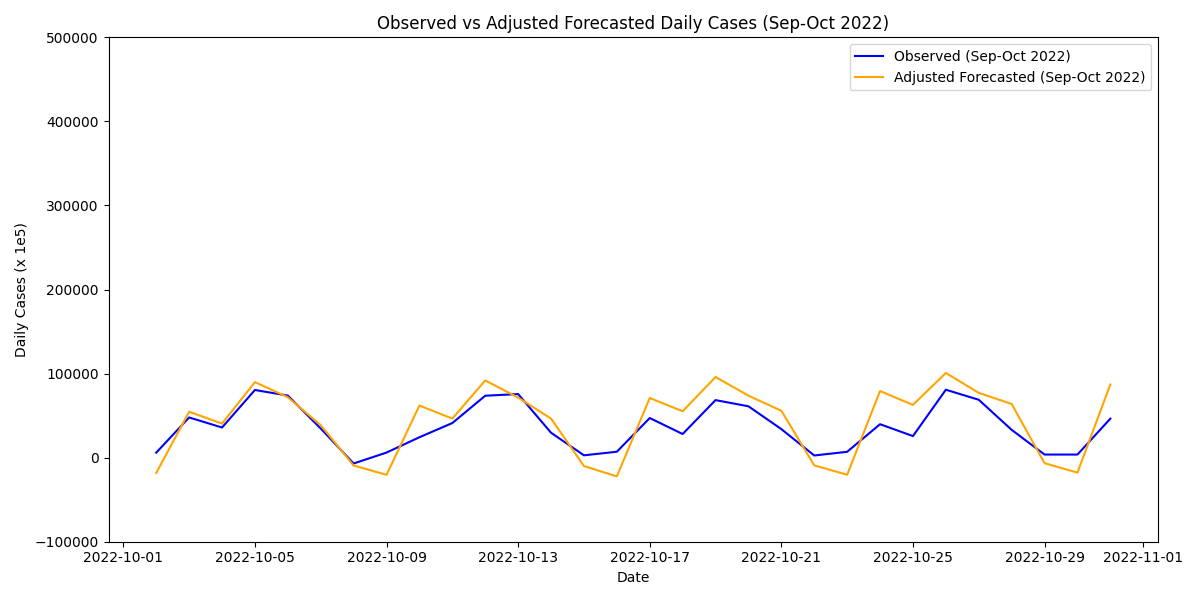 Observed vs Adjusted Forecasted Daily Cases (Sep-Oct 2022)
500000
400000
300000
200000
100000
0
−100000
Daily Cases (x 1e5)
Observed (Sep-Oct 2022)
Adjusted Forecasted (Sep-Oct 2022)
2022-10-01 2022-10-05 2022-10-09 2022-10-13 2022-10-17 2022-10-21 2022-10-25 2022-10-29 2022-11-01
Date